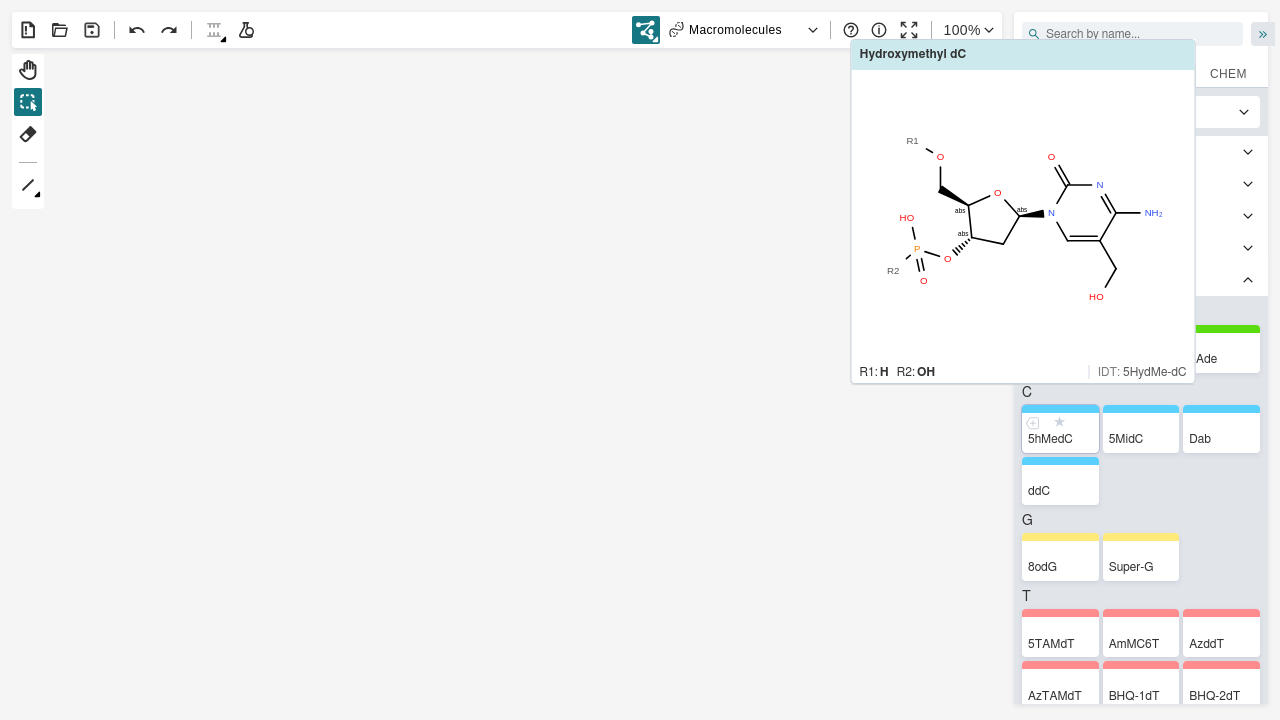 Macromolecules
100%
Search by name...
CHEM
Hydroxymethyl dC
R1
O
O
O
N
abs
abs
HO
N
NH₂
abs
P
O
R2
O
HO
R1: H R2: OH
IDT: 5HydMe-dC
Ade
C
5hMedC
5MidC
Dab
ddC
G
8odG
Super-G
T
5TAMdT
AmMC6T
AzddT
AzTAMdT
BHQ-1dT
BHQ-2dT